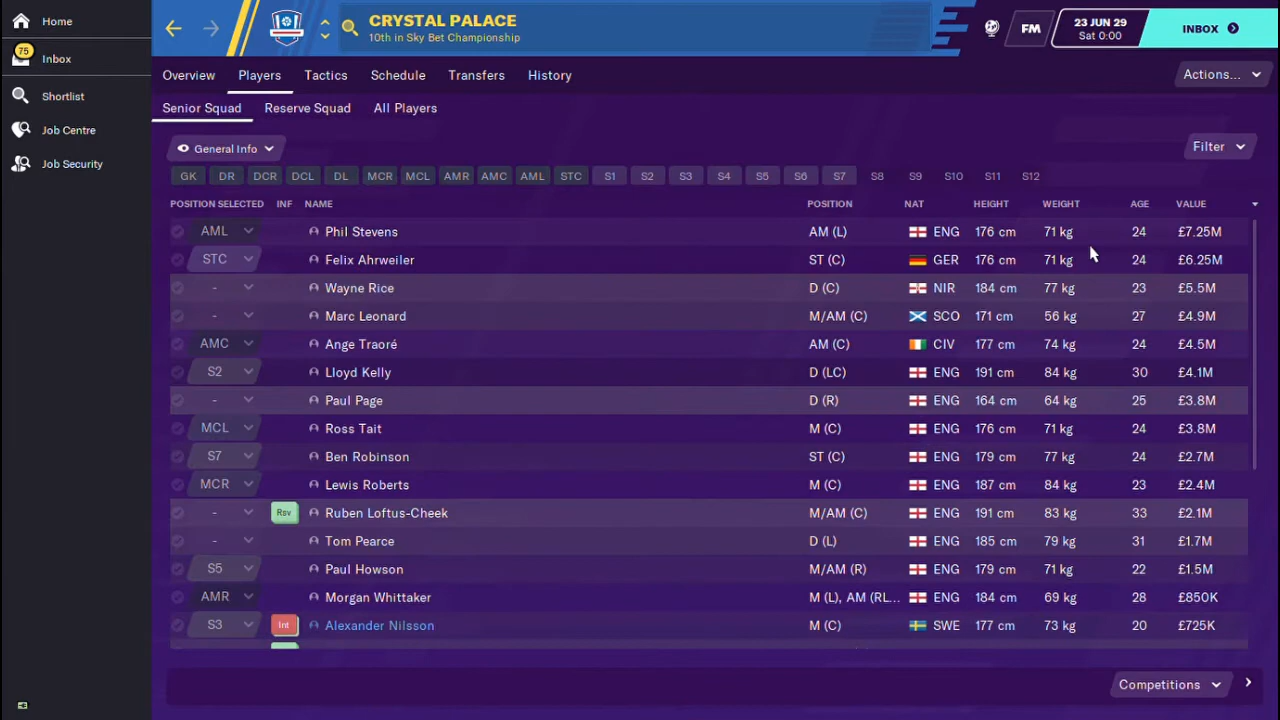 Home
75
Inbox
Shortlist
Job Centre
Job Security
CRYSTAL PALACE
10th in Sky Bet Championship
FM
23 JUN 29
Sat 0:00
INBOX
Overview Players Tactics Schedule Transfers History
Actions...
Senior Squad Reserve Squad All Players
General Info
Filter
GK DR DCR DCL DL MCR MCL AMR AMC AML STC S1 S2 S3 S4 S5 S6 S7 S8 S9 S10 S11 S12
POSITION SELECTED INF NAME POSITION NAT HEIGHT WEIGHT AGE VALUE
AML Phil Stevens AM (L) ENG 176 cm 71 kg 24 £7.25M
STC Felix Ahrweiler ST (C) GER 176 cm 71 kg 24 £6.25M
- Wayne Rice D (C) NIR 184 cm 77 kg 23 £5.5M
- Marc Leonard M/AM (C) SCO 171 cm 56 kg 27 £4.9M
AMC Ange Traoré AM (C) CIV 177 cm 74 kg 24 £4.5M
S2 Lloyd Kelly D (LC) ENG 191 cm 84 kg 30 £4.1M
- Paul Page D (R) ENG 164 cm 64 kg 25 £3.8M
MCL Ross Tait M (C) ENG 176 cm 71 kg 24 £3.8M
S7 Ben Robinson ST (C) ENG 179 cm 77 kg 24 £2.7M
MCR Lewis Roberts M (C) ENG 187 cm 84 kg 23 £2.4M
- Rsv Ruben Loftus-Cheek M/AM (C) ENG 191 cm 83 kg 33 £2.1M
- Tom Pearce D (L) ENG 185 cm 79 kg 31 £1.7M
S5 Paul Howson M/AM (R) ENG 179 cm 71 kg 22 £1.5M
AMR Morgan Whittaker M (L), AM (RL... ENG 184 cm 69 kg 28 £850K
S3 Int Alexander Nilsson M (C) SWE 177 cm 73 kg 20 £725K
Competitions